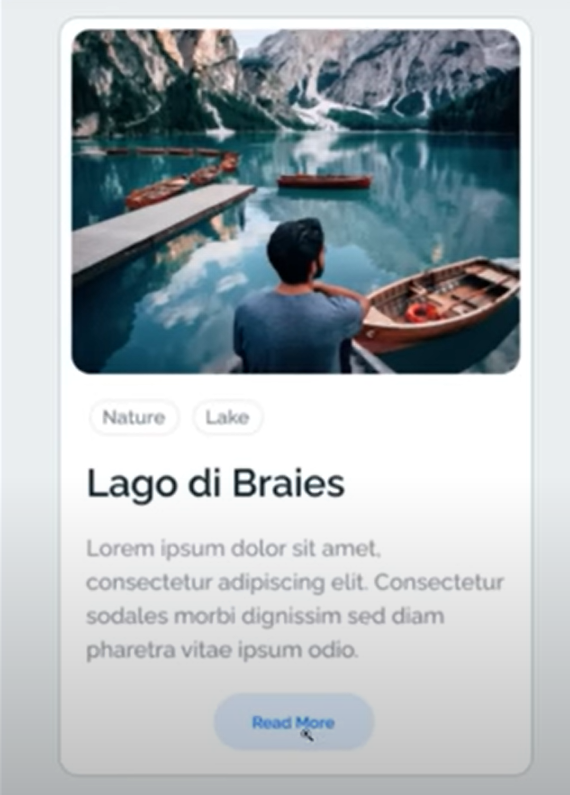 Nature
Lake
Lago di Braies
Lorem ipsum dolor sit amet,
consectetur adipiscing elit. Consectetur
sodales morbi dignissim sed diam
pharetra vitae ipsum odio.
Read More